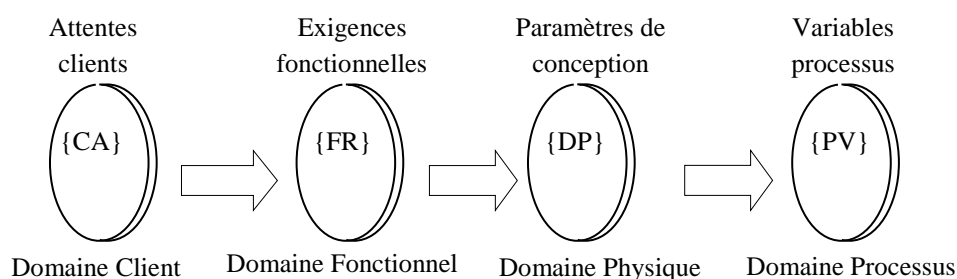 Attentes
clients
Exigences
fonctionnelles
Paramètres de
conception
Variables
processus
{CA}
{FR}
{DP}
{PV}
Domaine Client
Domaine Fonctionnel
Domaine Physique
Domaine Processus